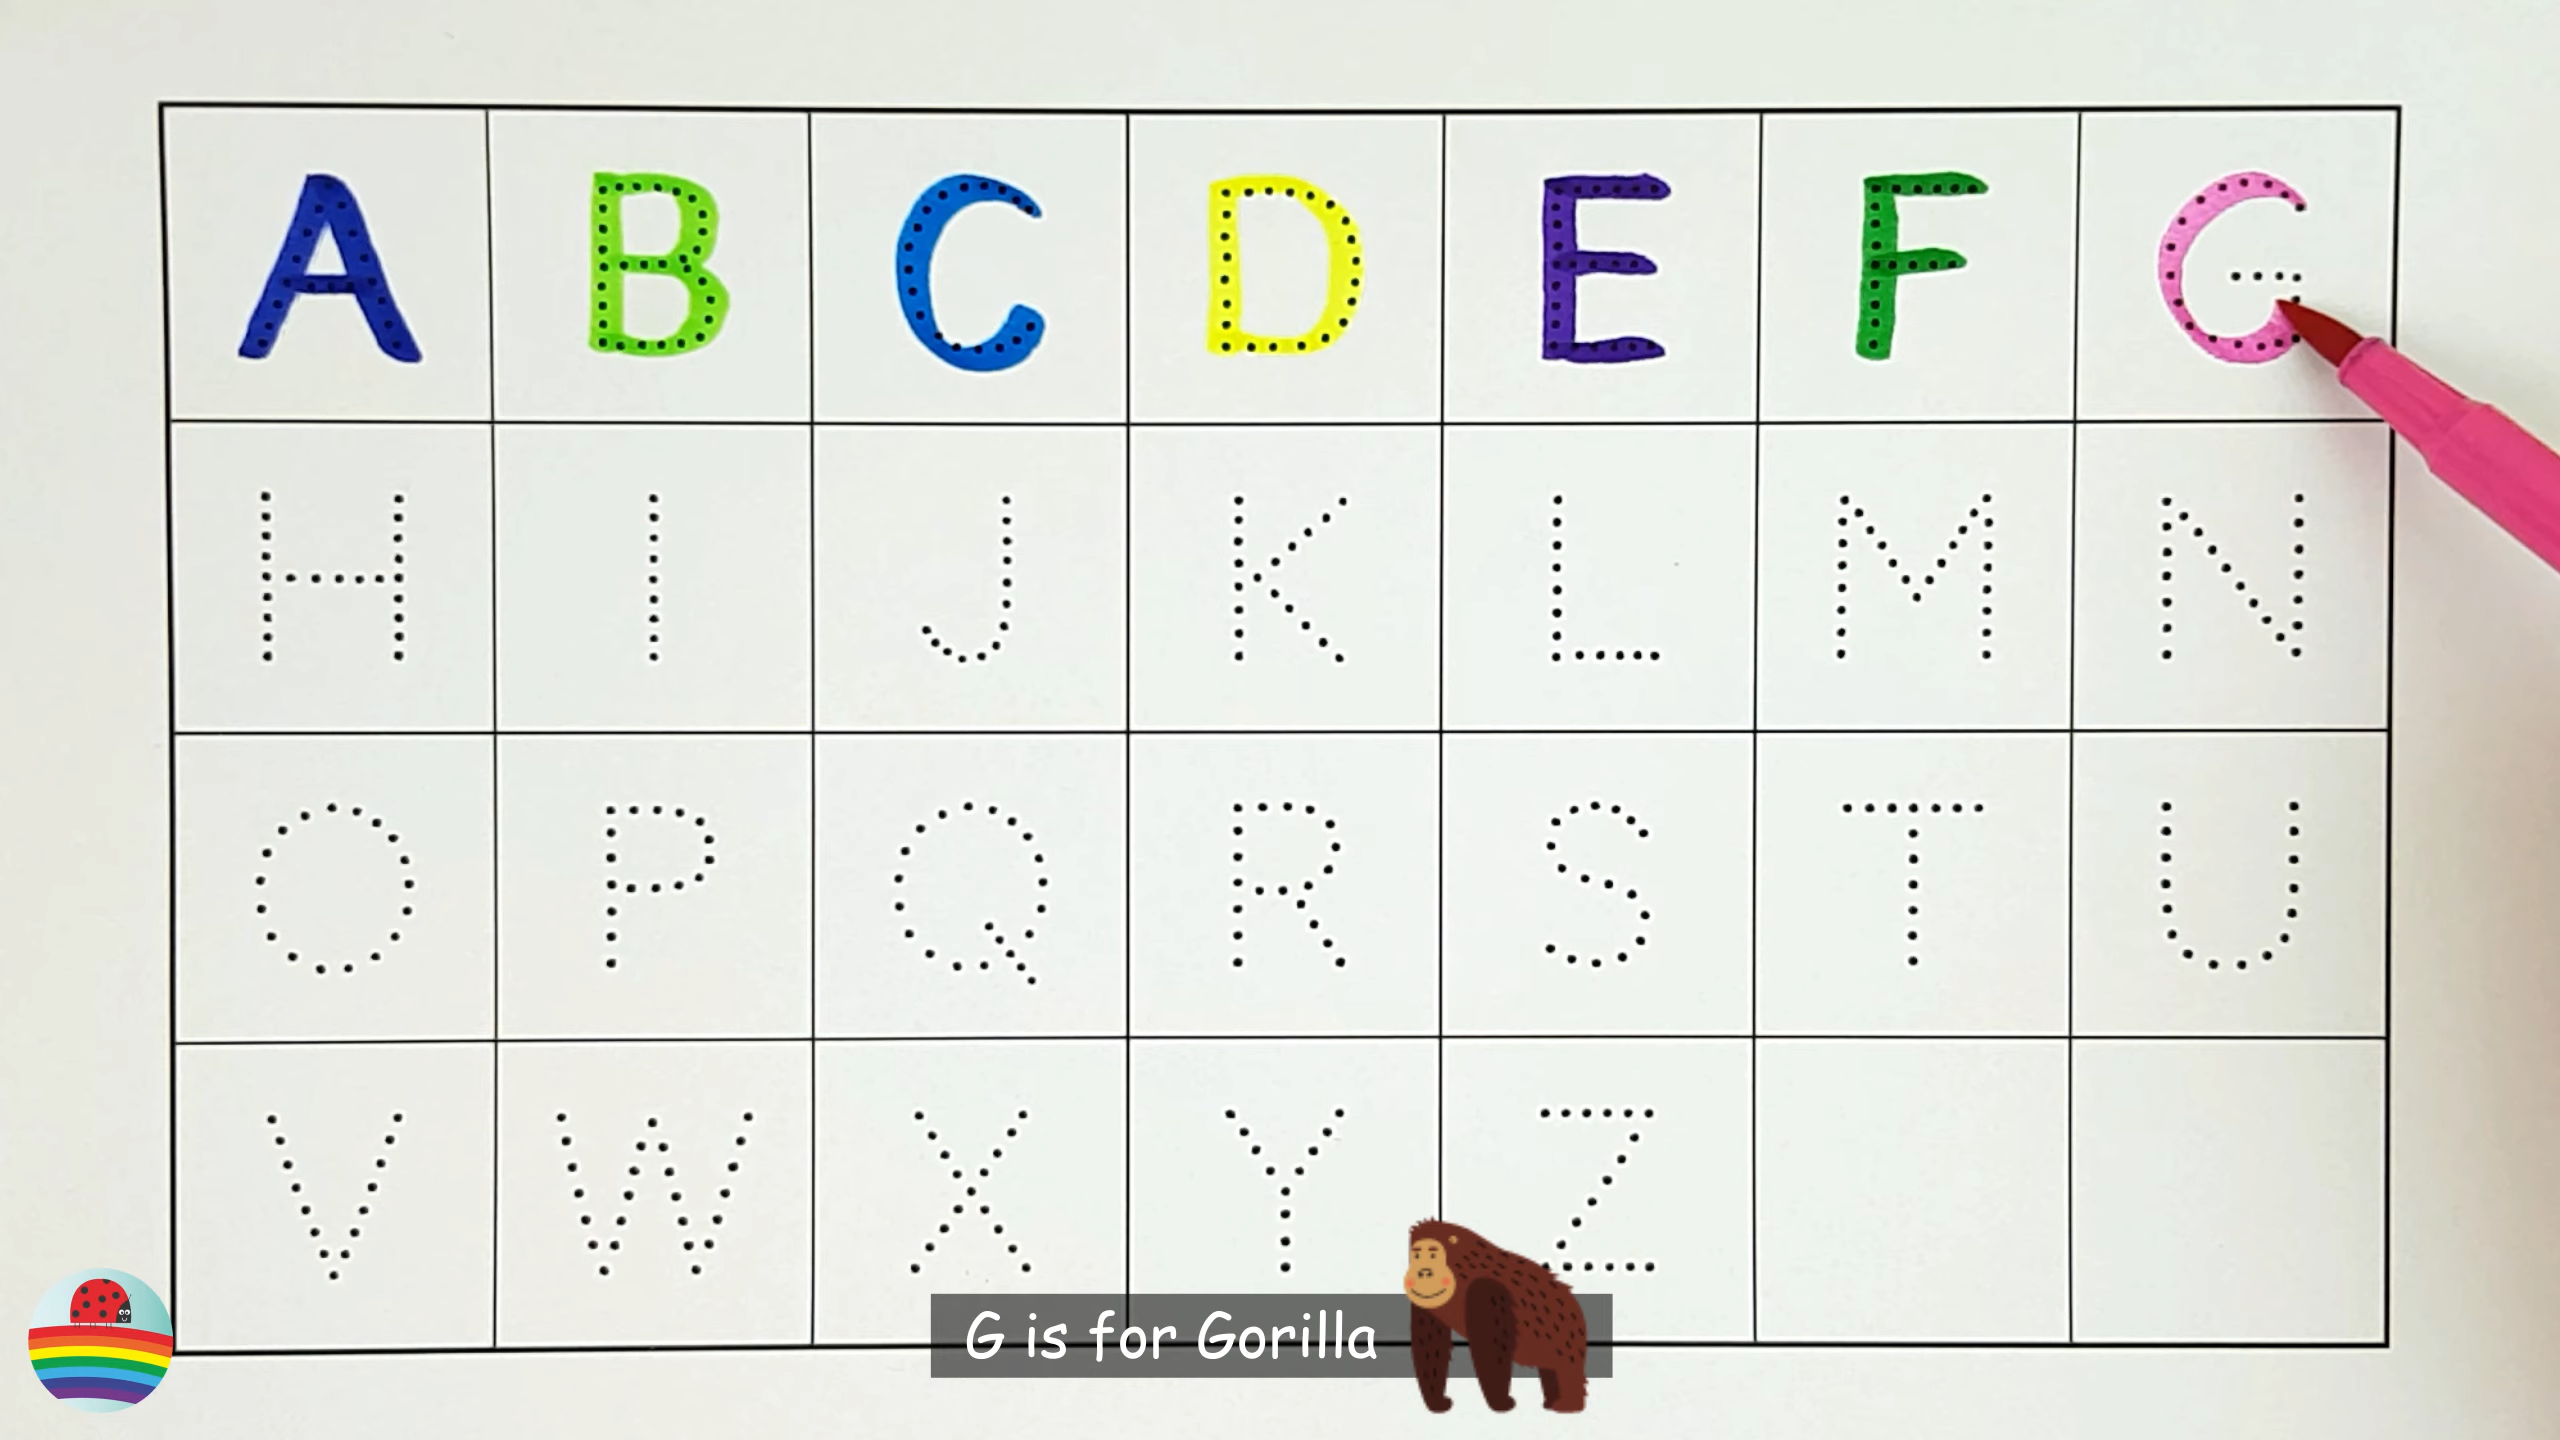 A B C D E F G
H I J K L M N
O P Q R S T U
V W X Y Z
G is for Gorilla